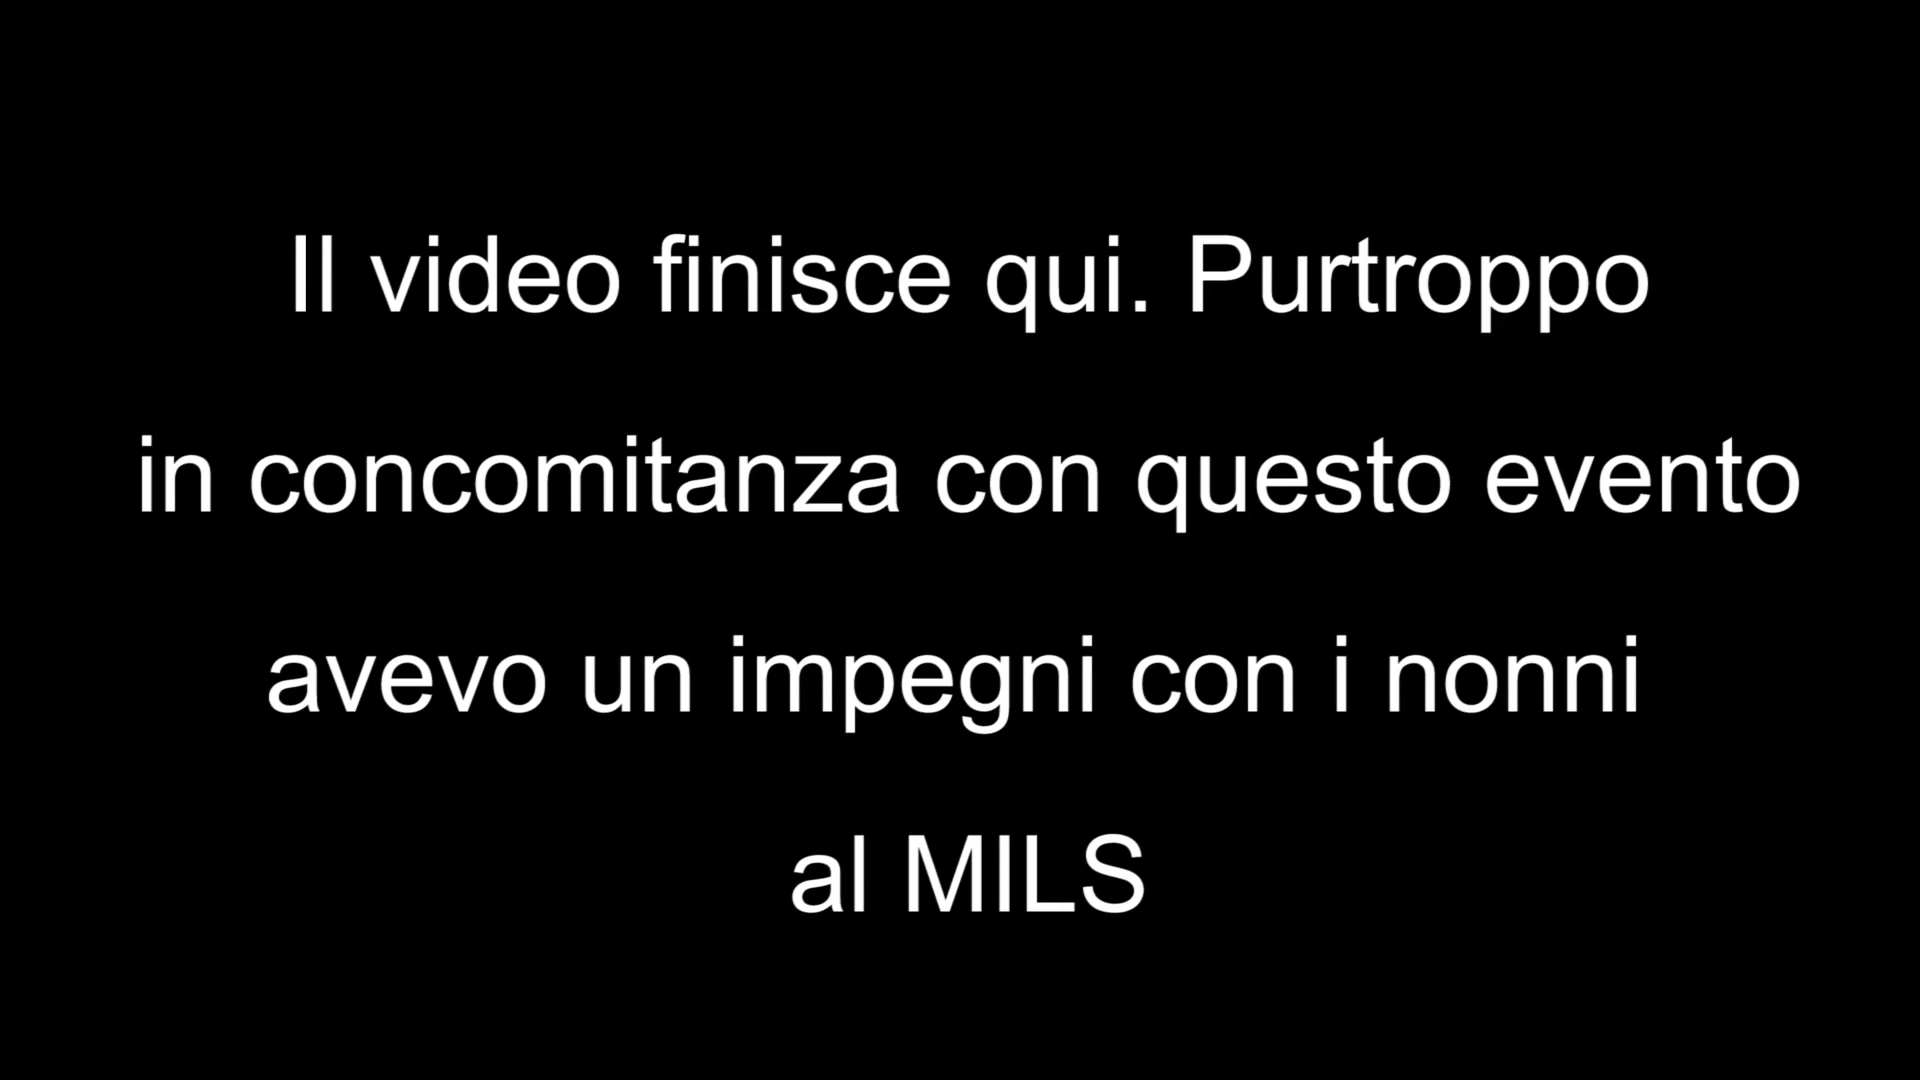 Il video finisce qui. Purtroppo
in concomitanza con questo evento
avevo un impegni con i nonni
al MILS